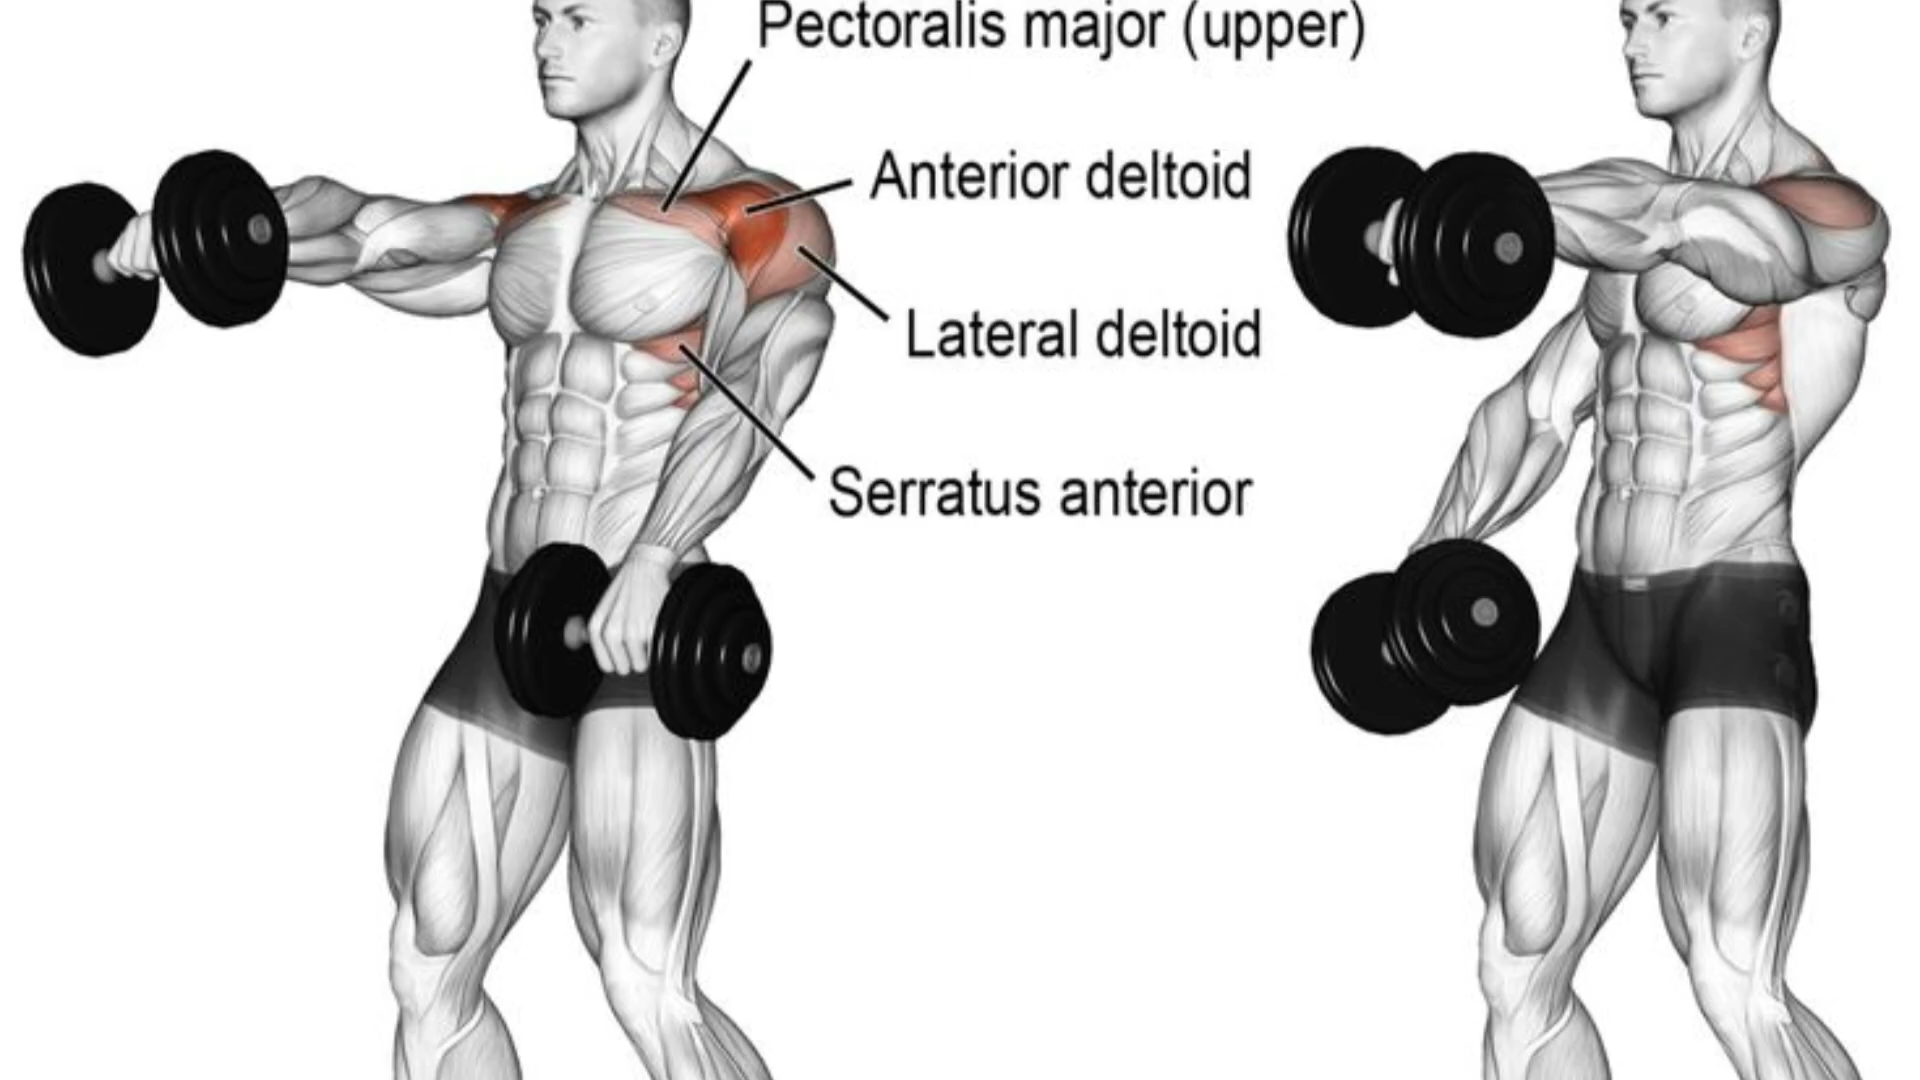 Pectoralis major (upper)
Anterior deltoid
Lateral deltoid
Serratus anterior